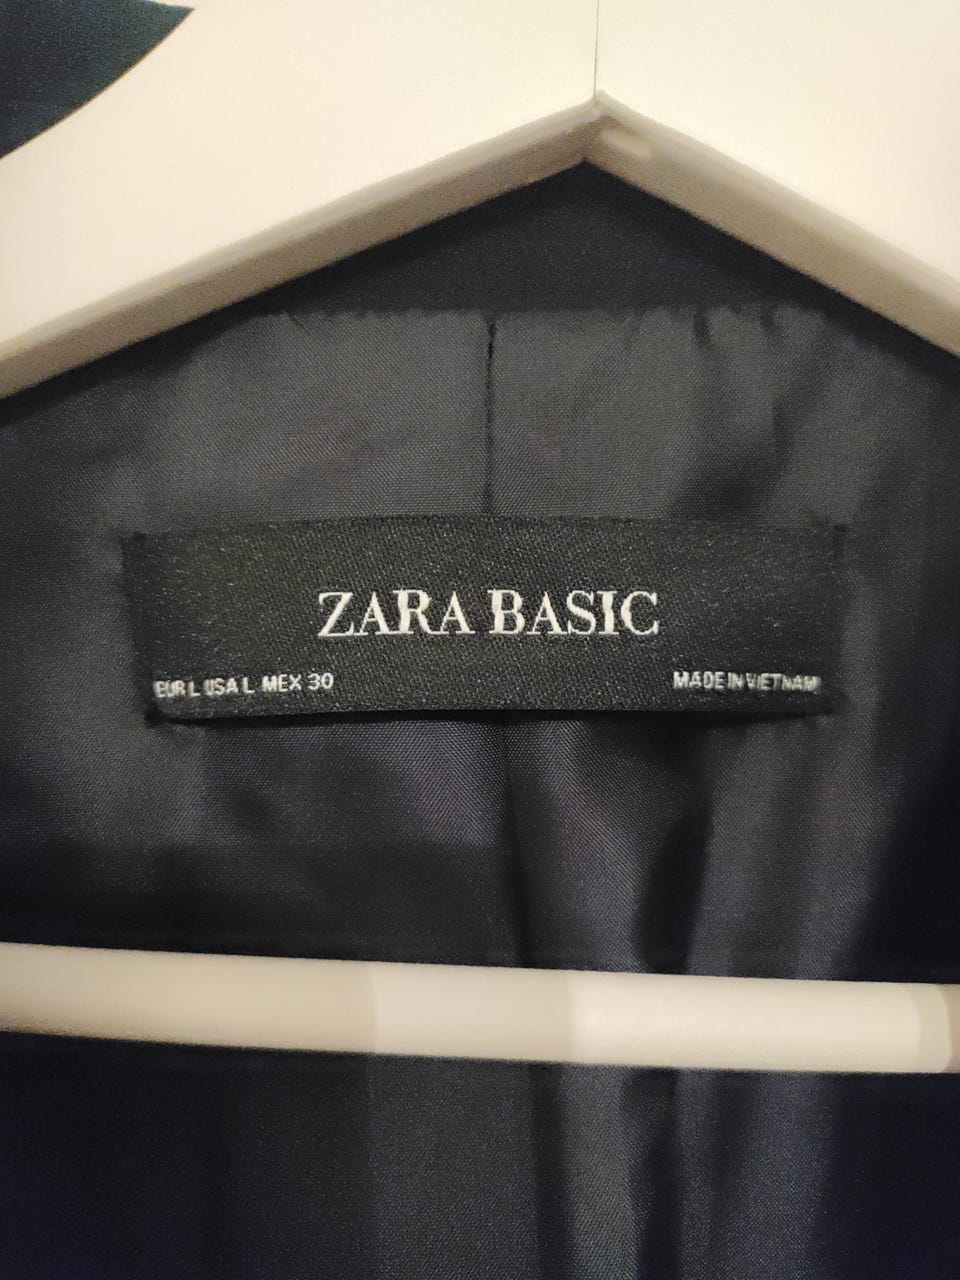 ZARA BASIC
EUR L USA L MEX 30
MADE IN VIETNAM